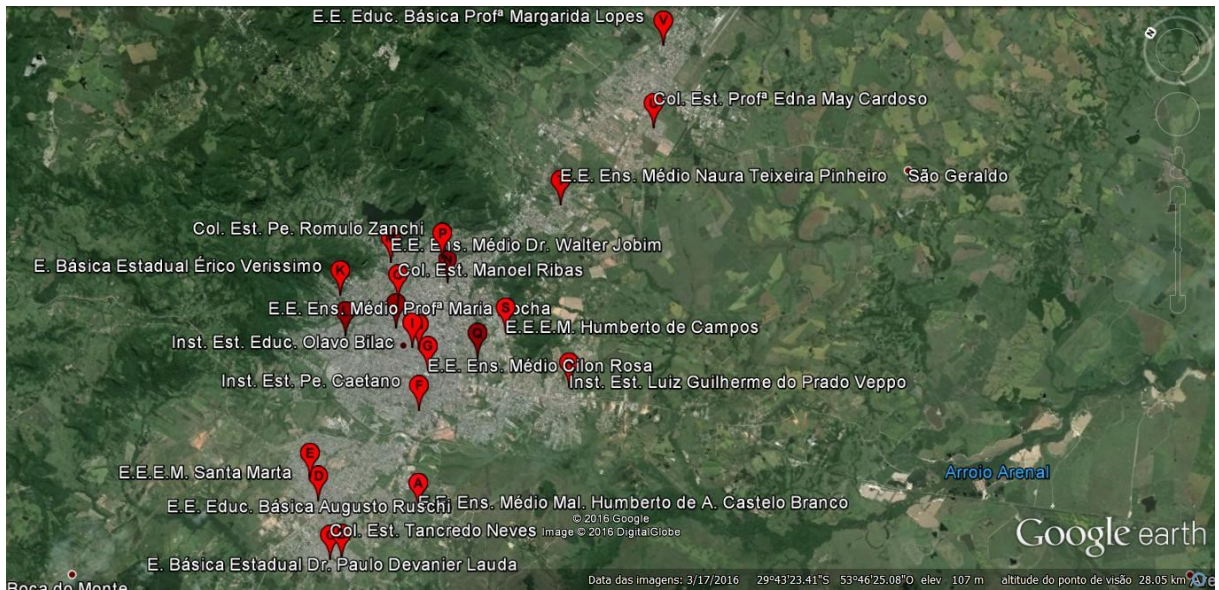 E.E. Educ. Básica Profª Margarida Lopes
V
Col. Est. Profª Edna May Cardoso
E.E. Ens. Médio Naura Teixeira Pinheiro
São Geraldo
Col. Est. Pe. Romulo Zanchi
P
E.E. Ens. Médio Dr. Walter Jobim
E. Básica Estadual Érico Verissimo
K
Col. Est. Manoel Ribas
E.E. Ens. Médio Profª Maria Rocha
S
E.E.E.M. Humberto de Campos
I
Q
Inst. Est. Educ. Olavo Bilac
G
E.E. Ens. Médio Cilon Rosa
Inst. Est. Pe. Caetano
F
Inst. Est. Luiz Guilherme do Prado Veppo
E
E.E.E.M. Santa Marta
D
A
Arroio Arenal
E.E. Educ. Básica Augusto Ruschi
E.E. Ens. Médio Mal. Humberto de A. Castelo Branco
© 2016 Google
Col. Est. Tancredo Neves
Image © 2016 DigitalGlobe
Google earth
E. Básica Estadual Dr. Paulo Devanier Lauda
Boca do Monte
Data das imagens: 3/17/2016 29°43'23.41"S 53°46'25.08"O elev 107 m altitude do ponto de visão 28.05 km